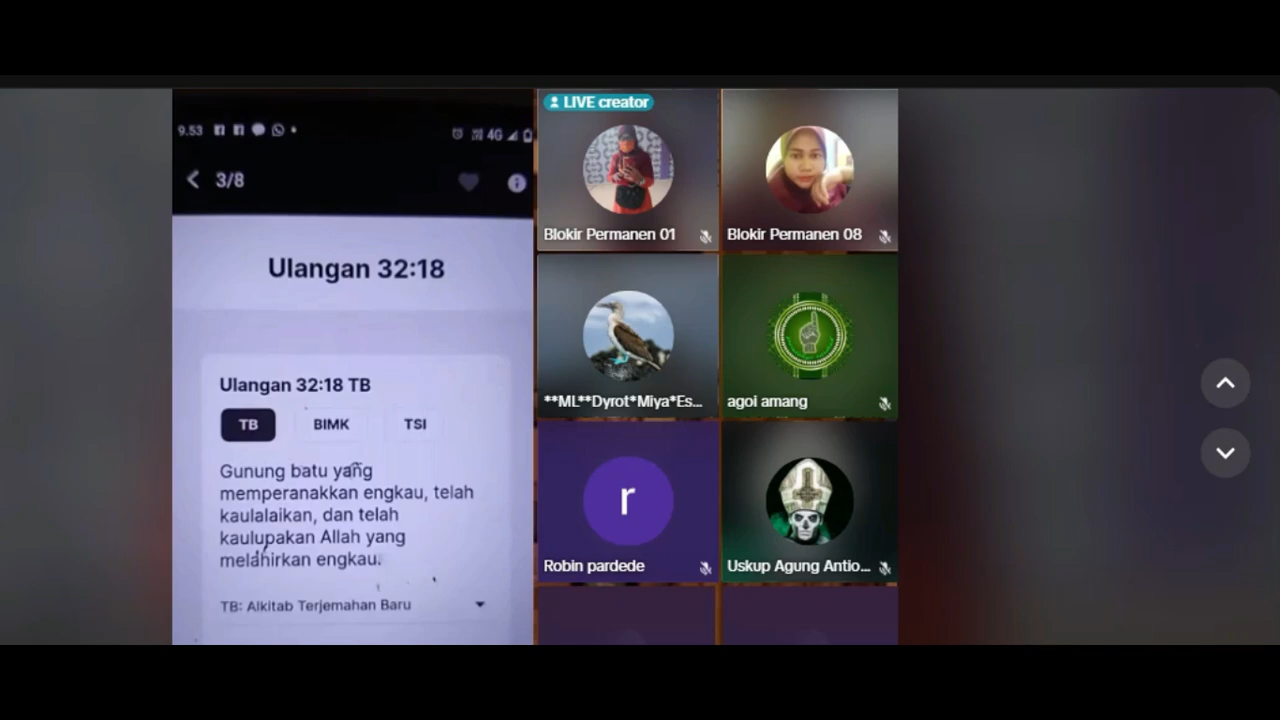 9.53
4G
3/8
Ulangan 32:18
Ulangan 32:18 TB
TB BIMK TSI
Gunung batu yang
memperanakkan engkau, telah
kaulalaikan, dan telah
kaulupakan Allah yang
melahirkan engkau.
TB: Alkitab Terjemahan Baru
LIVE creator
Blokir Permanen 01
Blokir Permanen 08
**ML**Dyrot*Miya*Es...
agoi amang
r
Robin pardede
Uskup Agung Antio...